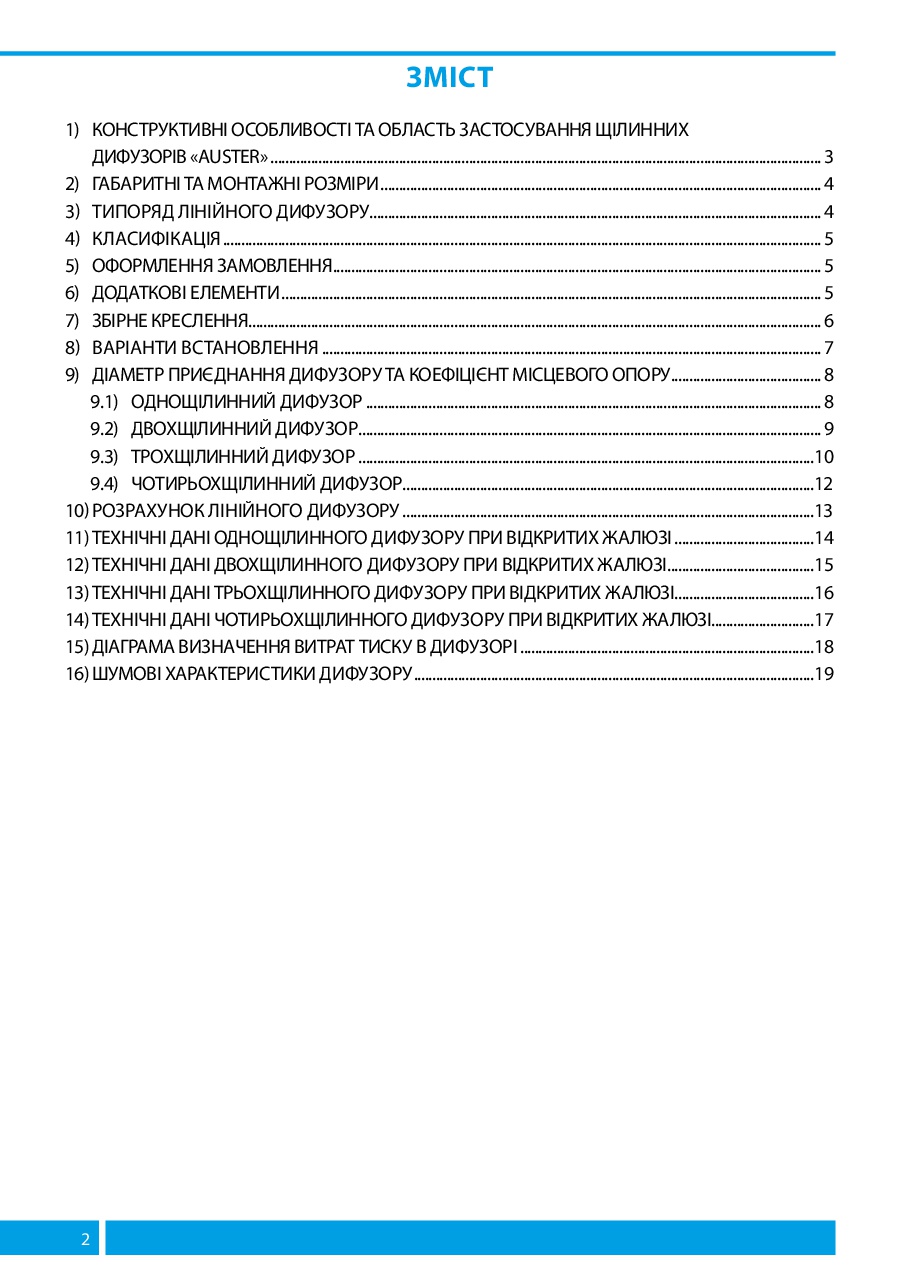 ЗМІСТ
1) КОНСТРУКТИВНІ ОСОБЛИВОСТІ ТА ОБЛАСТЬ ЗАСТОСУВАННЯ ЩІЛИННИХ
ДИФУЗОРІВ «AUSTER» ........ 3
2) ГАБАРИТНІ ТА МОНТАЖНІ РОЗМІРИ ........ 4
3) ТИПОРЯД ЛІНІЙНОГО ДИФУЗОРУ ........ 4
4) КЛАСИФІКАЦІЯ ........ 5
5) ОФОРМЛЕННЯ ЗАМОВЛЕННЯ ........ 5
6) ДОДАТКОВІ ЕЛЕМЕНТИ ........ 5
7) ЗБІРНЕ КРЕСЛЕННЯ ........ 6
8) ВАРІАНТИ ВСТАНОВЛЕННЯ ........ 7
9) ДІАМЕТР ПРИЄДНАННЯ ДИФУЗОРУ ТА КОЕФІЦІЄНТ МІСЦЕВОГО ОПОРУ ........ 8
9.1) ОДНОЩІЛИННИЙ ДИФУЗОР ........ 8
9.2) ДВОХЩІЛИННИЙ ДИФУЗОР ........ 9
9.3) ТРОХЩІЛИННИЙ ДИФУЗОР ........ 10
9.4) ЧОТИРЬОХЩІЛИННИЙ ДИФУЗОР ........ 12
10) РОЗРАХУНОК ЛІНІЙНОГО ДИФУЗОРУ ........ 13
11) ТЕХНІЧНІ ДАНІ ОДНОЩІЛИННОГО ДИФУЗОРУ ПРИ ВІДКРИТИХ ЖАЛЮЗІ ........ 14
12) ТЕХНІЧНІ ДАНІ ДВОХЩІЛИННОГО ДИФУЗОРУ ПРИ ВІДКРИТИХ ЖАЛЮЗІ ........ 15
13) ТЕХНІЧНІ ДАНІ ТРЬОХЩІЛИННОГО ДИФУЗОРУ ПРИ ВІДКРИТИХ ЖАЛЮЗІ ........ 16
14) ТЕХНІЧНІ ДАНІ ЧОТИРЬОХЩІЛИННОГО ДИФУЗОРУ ПРИ ВІДКРИТИХ ЖАЛЮЗІ ........ 17
15) ДІАГРАМА ВИЗНАЧЕННЯ ВИТРАТ ТИСКУ В ДИФУЗОРІ ........ 18
16) ШУМОВІ ХАРАКТЕРИСТИКИ ДИФУЗОРУ ........ 19
2